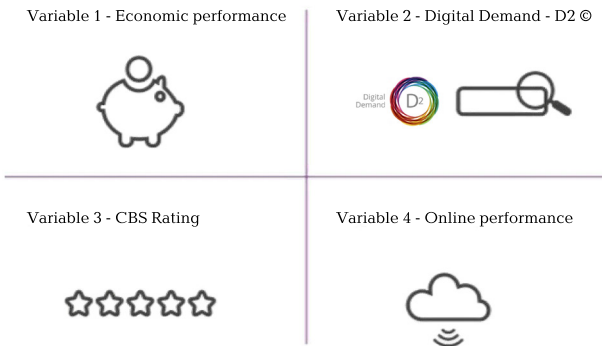 Variable 1 - Economic performance
Variable 2 - Digital Demand - D2 ©
Digital
Demand
D2
Variable 3 - CBS Rating
Variable 4 - Online performance